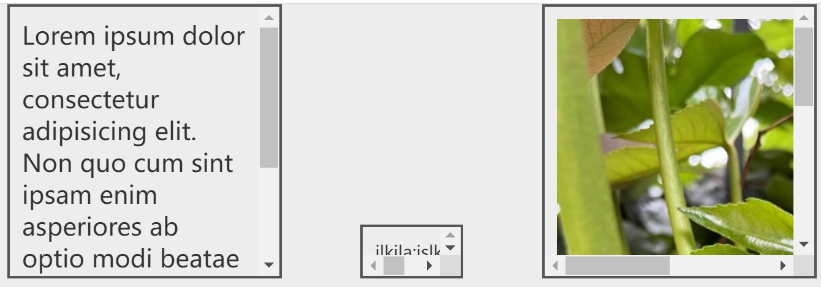 Lorem ipsum dolor
sit amet,
consectetur
adipisicing elit.
Non quo cum sint
ipsam enim
asperiores ab
optio modi beatae